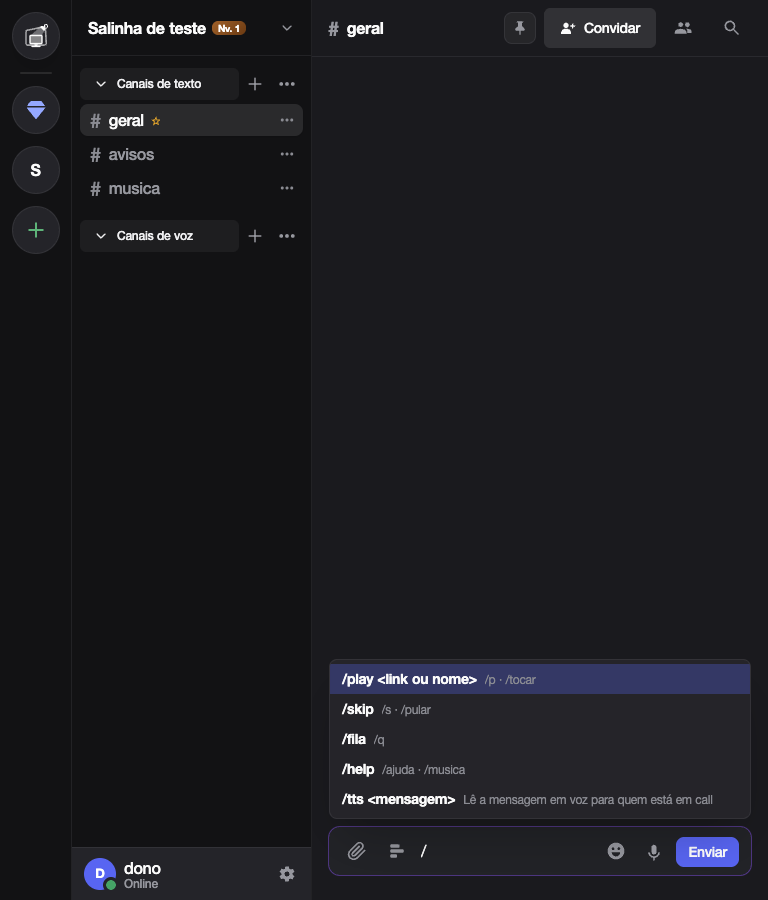 Salinha de teste Nv. 1
# geral
Convidar
Canais de texto
# geral
# avisos
# musica
Canais de voz
S
/play <link ou nome> /p · /tocar
/skip /s · /pular
/fila /q
/help /ajuda · /musica
/tts <mensagem> Lê a mensagem em voz para quem está em call
/
Enviar
D
dono
Online